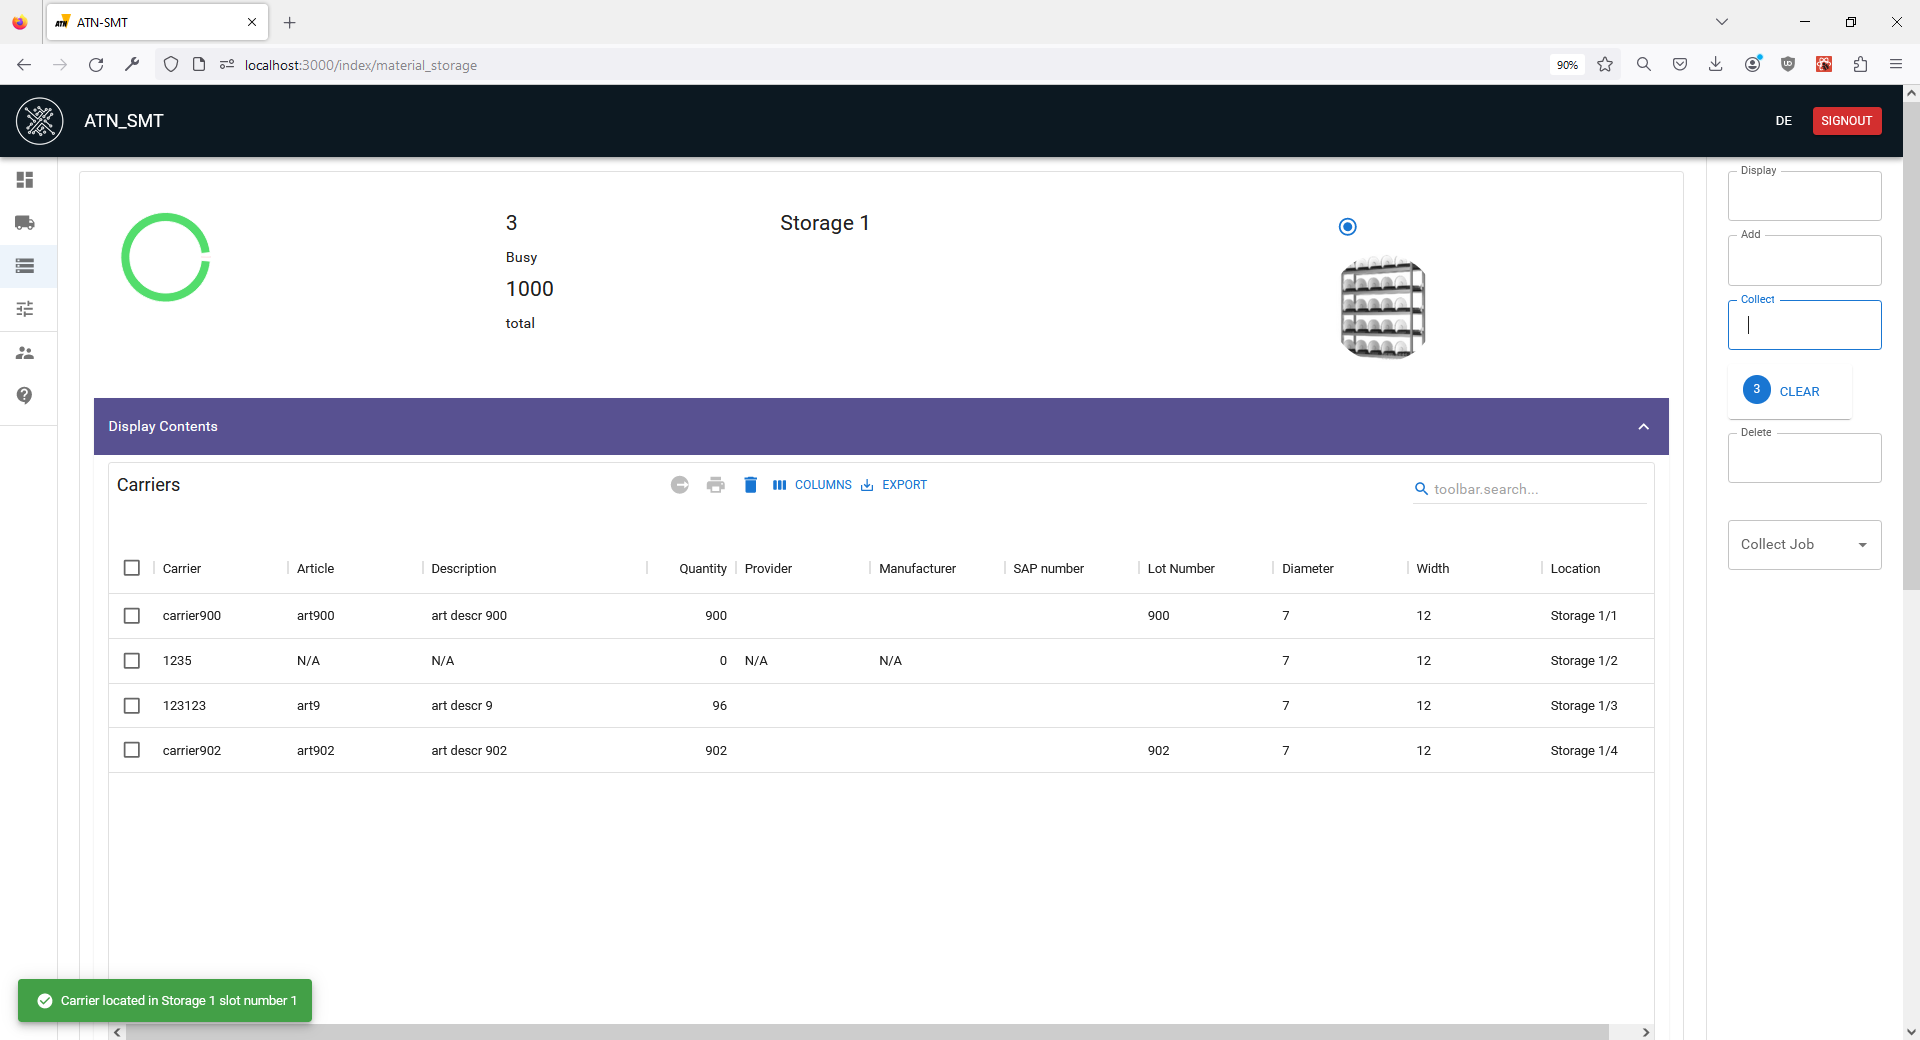 ATN-SMT
localhost:3000/index/material_storage
90%
ATN_SMT
DE
SIGNOUT
3
Busy
1000
total
Storage 1
Display
Add
Collect
3
CLEAR
Delete
Collect Job
Display Contents
Carriers
COLUMNS
EXPORT
toolbar.search...
Carrier Article Description Quantity Provider Manufacturer SAP number Lot Number Diameter Width Location
carrier900 art900 art descr 900 900 900 7 12 Storage 1/1
1235 N/A N/A 0 N/A N/A 7 12 Storage 1/2
123123 art9 art descr 9 96 7 12 Storage 1/3
carrier902 art902 art descr 902 902 902 7 12 Storage 1/4
Carrier located in Storage 1 slot number 1